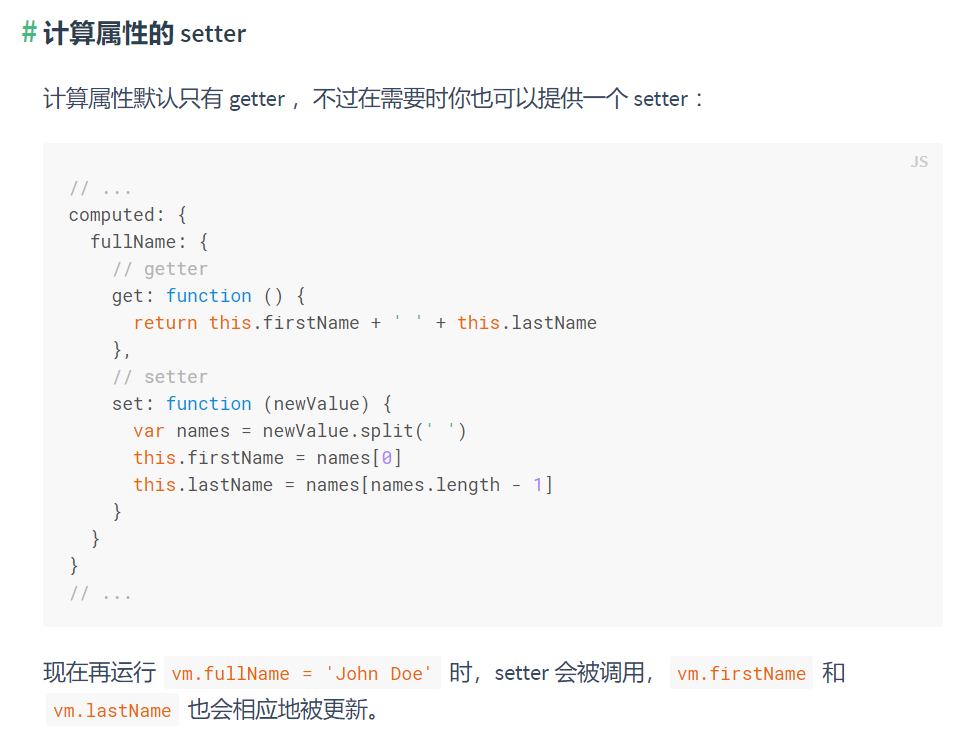 # 计算属性的 setter
计算属性默认只有 getter ，不过在需要时你也可以提供一个 setter ：
JS
// ...
computed: {
  fullName: {
    // getter
    get: function () {
      return this.firstName + ' ' + this.lastName
    },
    // setter
    set: function (newValue) {
      var names = newValue.split(' ')
      this.firstName = names[0]
      this.lastName = names[names.length - 1]
    }
  }
}
// ...
现在再运行 vm.fullName = 'John Doe' 时，setter 会被调用， vm.firstName 和
vm.lastName 也会相应地被更新。